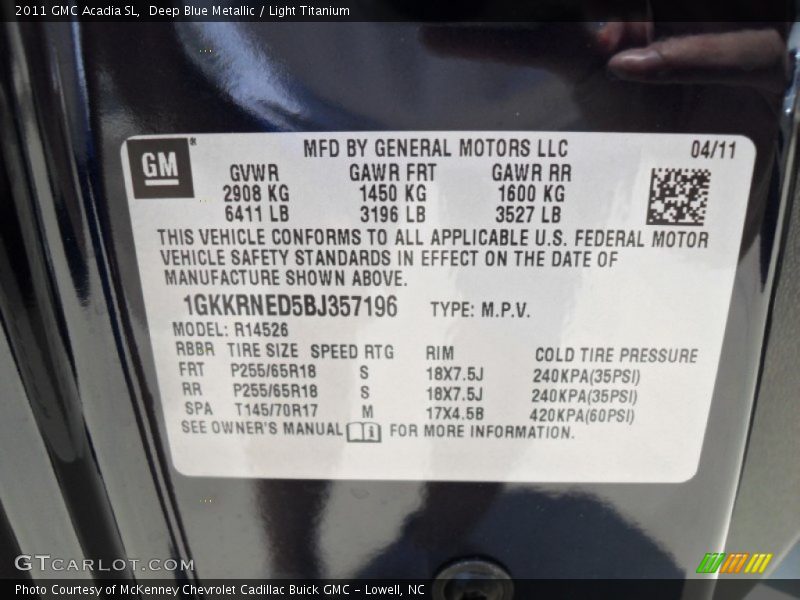 2011 GMC Acadia SL, Deep Blue Metallic / Light Titanium
MFD BY GENERAL MOTORS LLC 04/11
GM
GVWR GAWR FRT GAWR RR
2908 KG 1450 KG 1600 KG
6411 LB 3196 LB 3527 LB
THIS VEHICLE CONFORMS TO ALL APPLICABLE U.S. FEDERAL MOTOR
VEHICLE SAFETY STANDARDS IN EFFECT ON THE DATE OF
MANUFACTURE SHOWN ABOVE.
1GKKRNED5BJ357196 TYPE: M.P.V.
MODEL: R14526
RBBR TIRE SIZE SPEED RTG RIM COLD TIRE PRESSURE
FRT P255/65R18 S 18X7.5J 240KPA(35PSI)
RR P255/65R18 S 18X7.5J 240KPA(35PSI)
SPA T145/70R17 M 17X4.5B 420KPA(60PSI)
SEE OWNER'S MANUAL i FOR MORE INFORMATION.
GTCARLOT.COM
Photo Courtesy of McKenney Chevrolet Cadillac Buick GMC - Lowell, NC